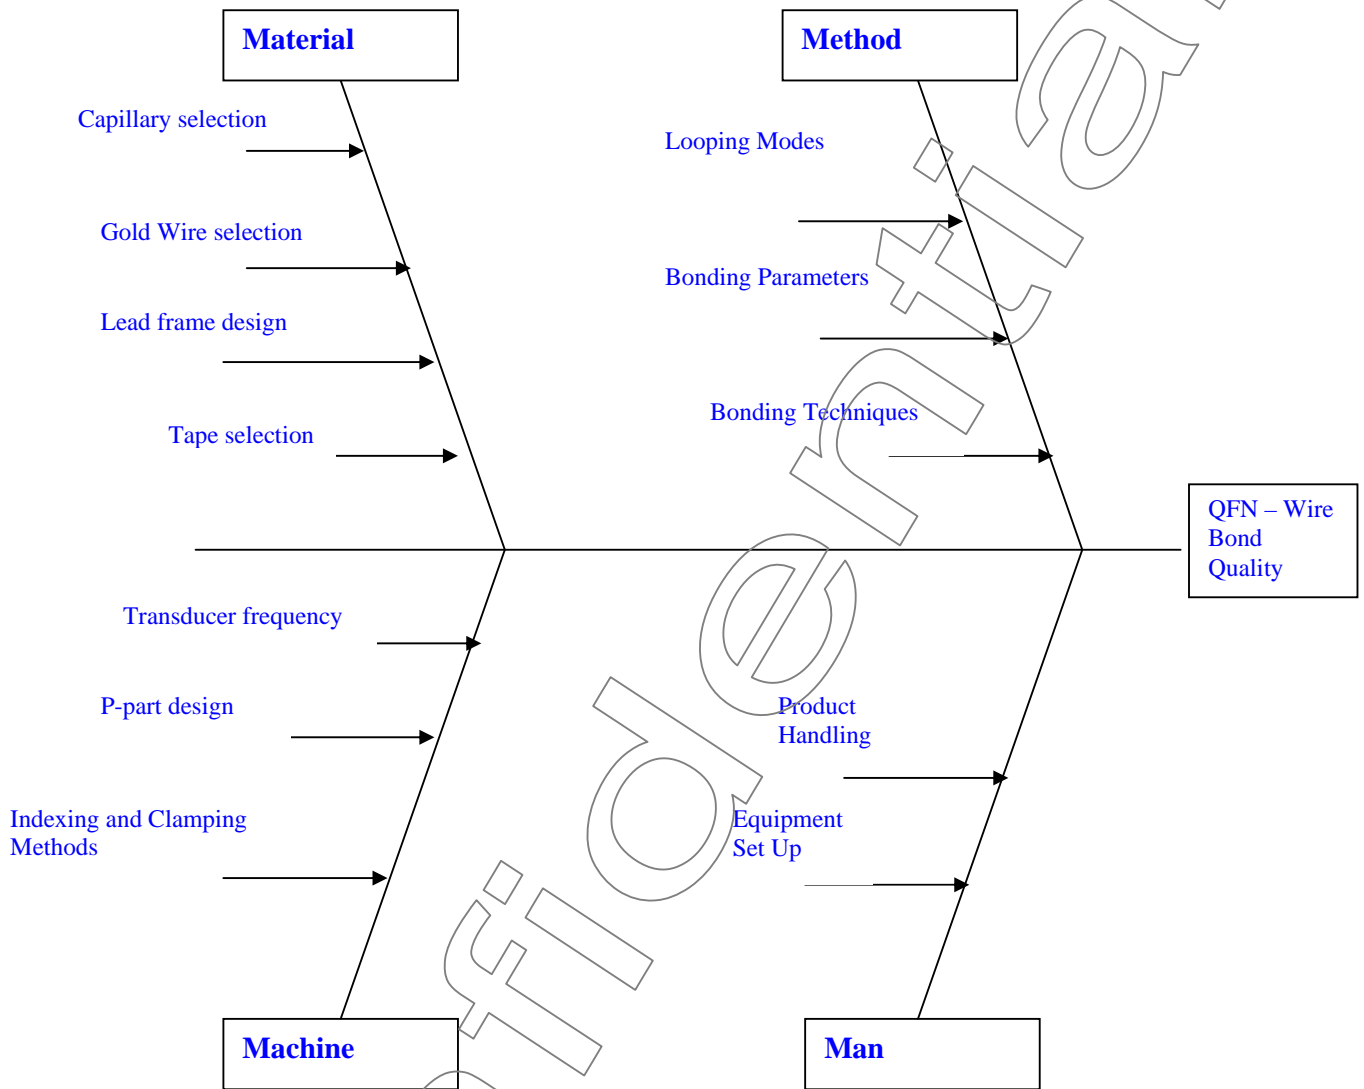 Material
Method
Capillary selection
Looping Modes
Gold Wire selection
Bonding Parameters
Lead frame design
Bonding Techniques
Tape selection
QFN – Wire
Bond
Quality
Transducer frequency
P-part design
Product
Handling
Indexing and Clamping
Methods
Equipment
Set Up
Machine
Man
fidentia